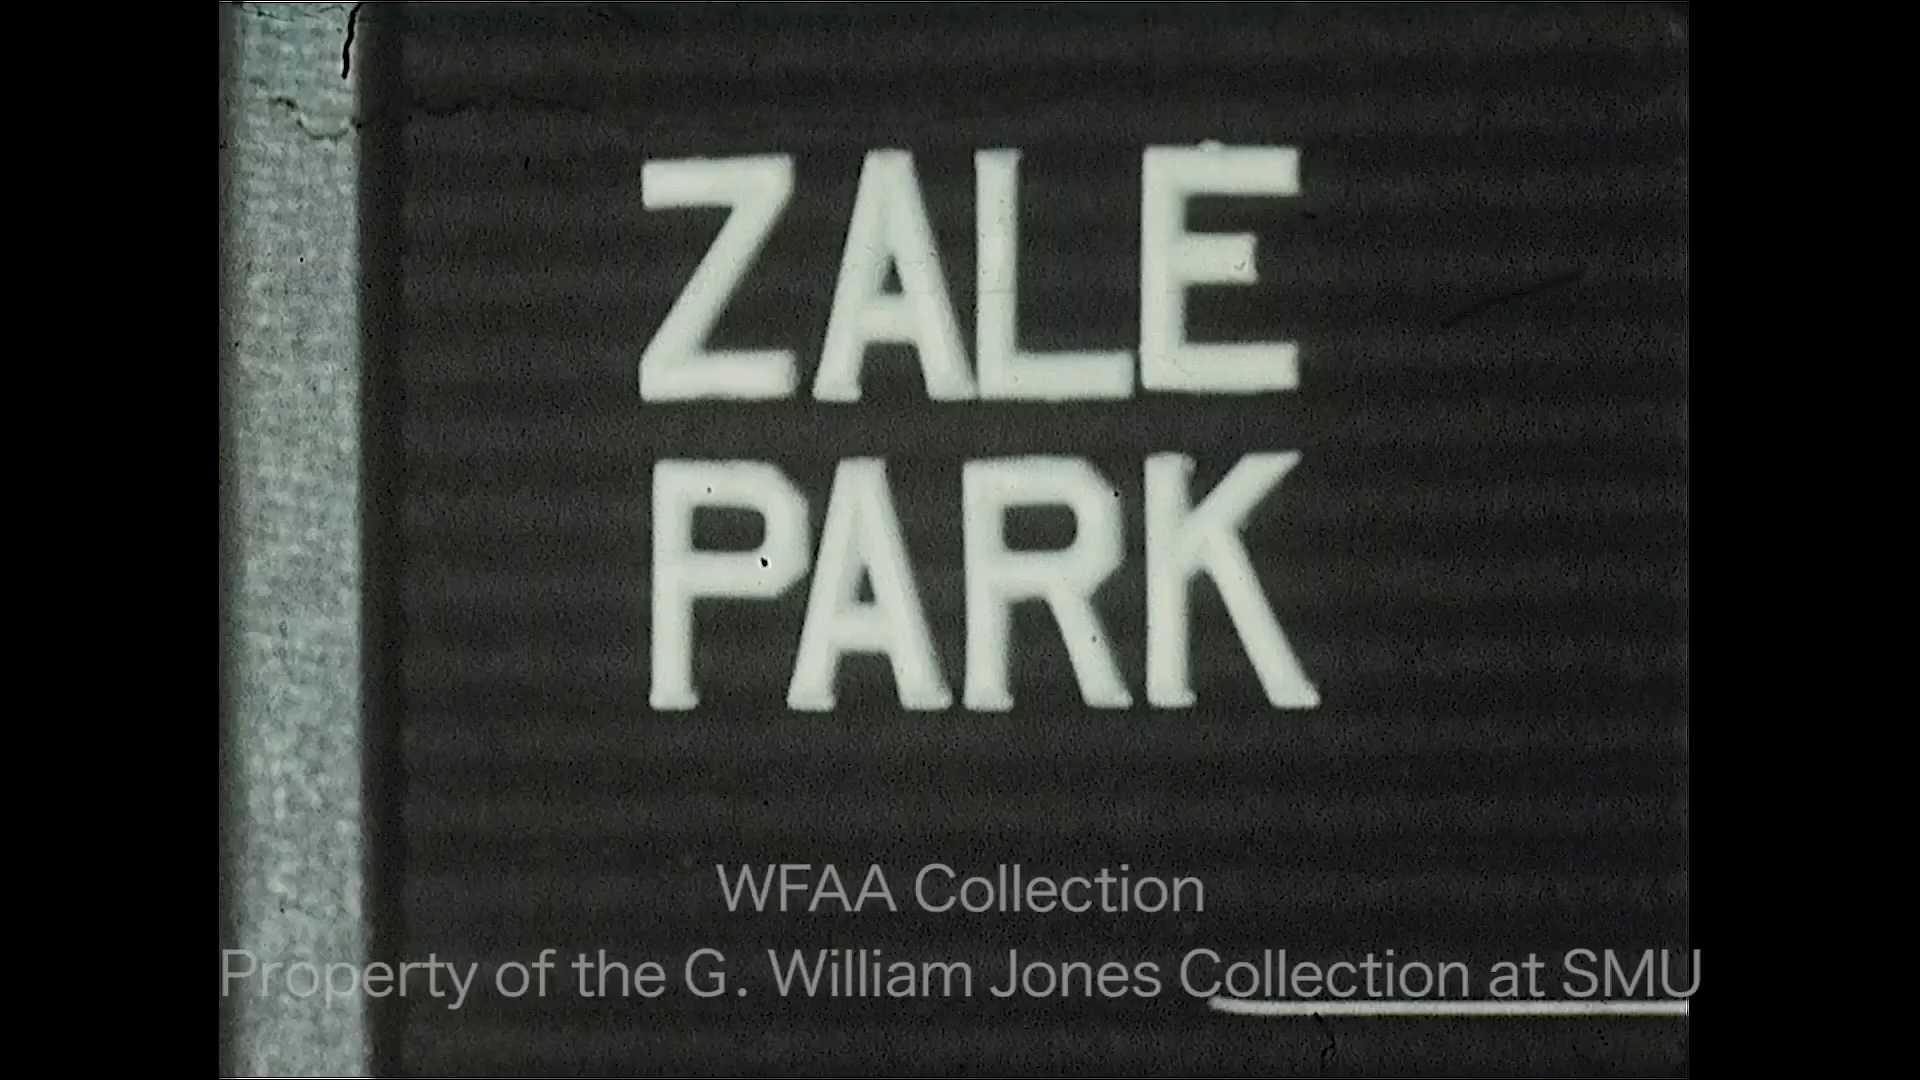 ZALE
PARK
WFAA Collection
Property of the G. William Jones Collection at SMU